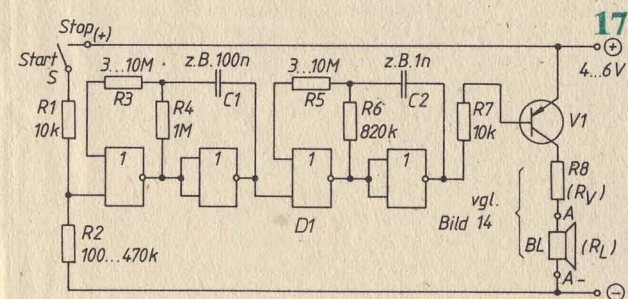 17
Stop(+)
Start
S
3...10M
R3
z.B.100n
C1
3...10M
R5
z.B.1n
C2
+
4...6V
R1
10k
R4
1M
R6
820k
R7
10k
V1
1
1
1
1
R8
(RV)
D1
vgl.
Bild 14
A
BL
(RL)
A-
R2
100...470k
−